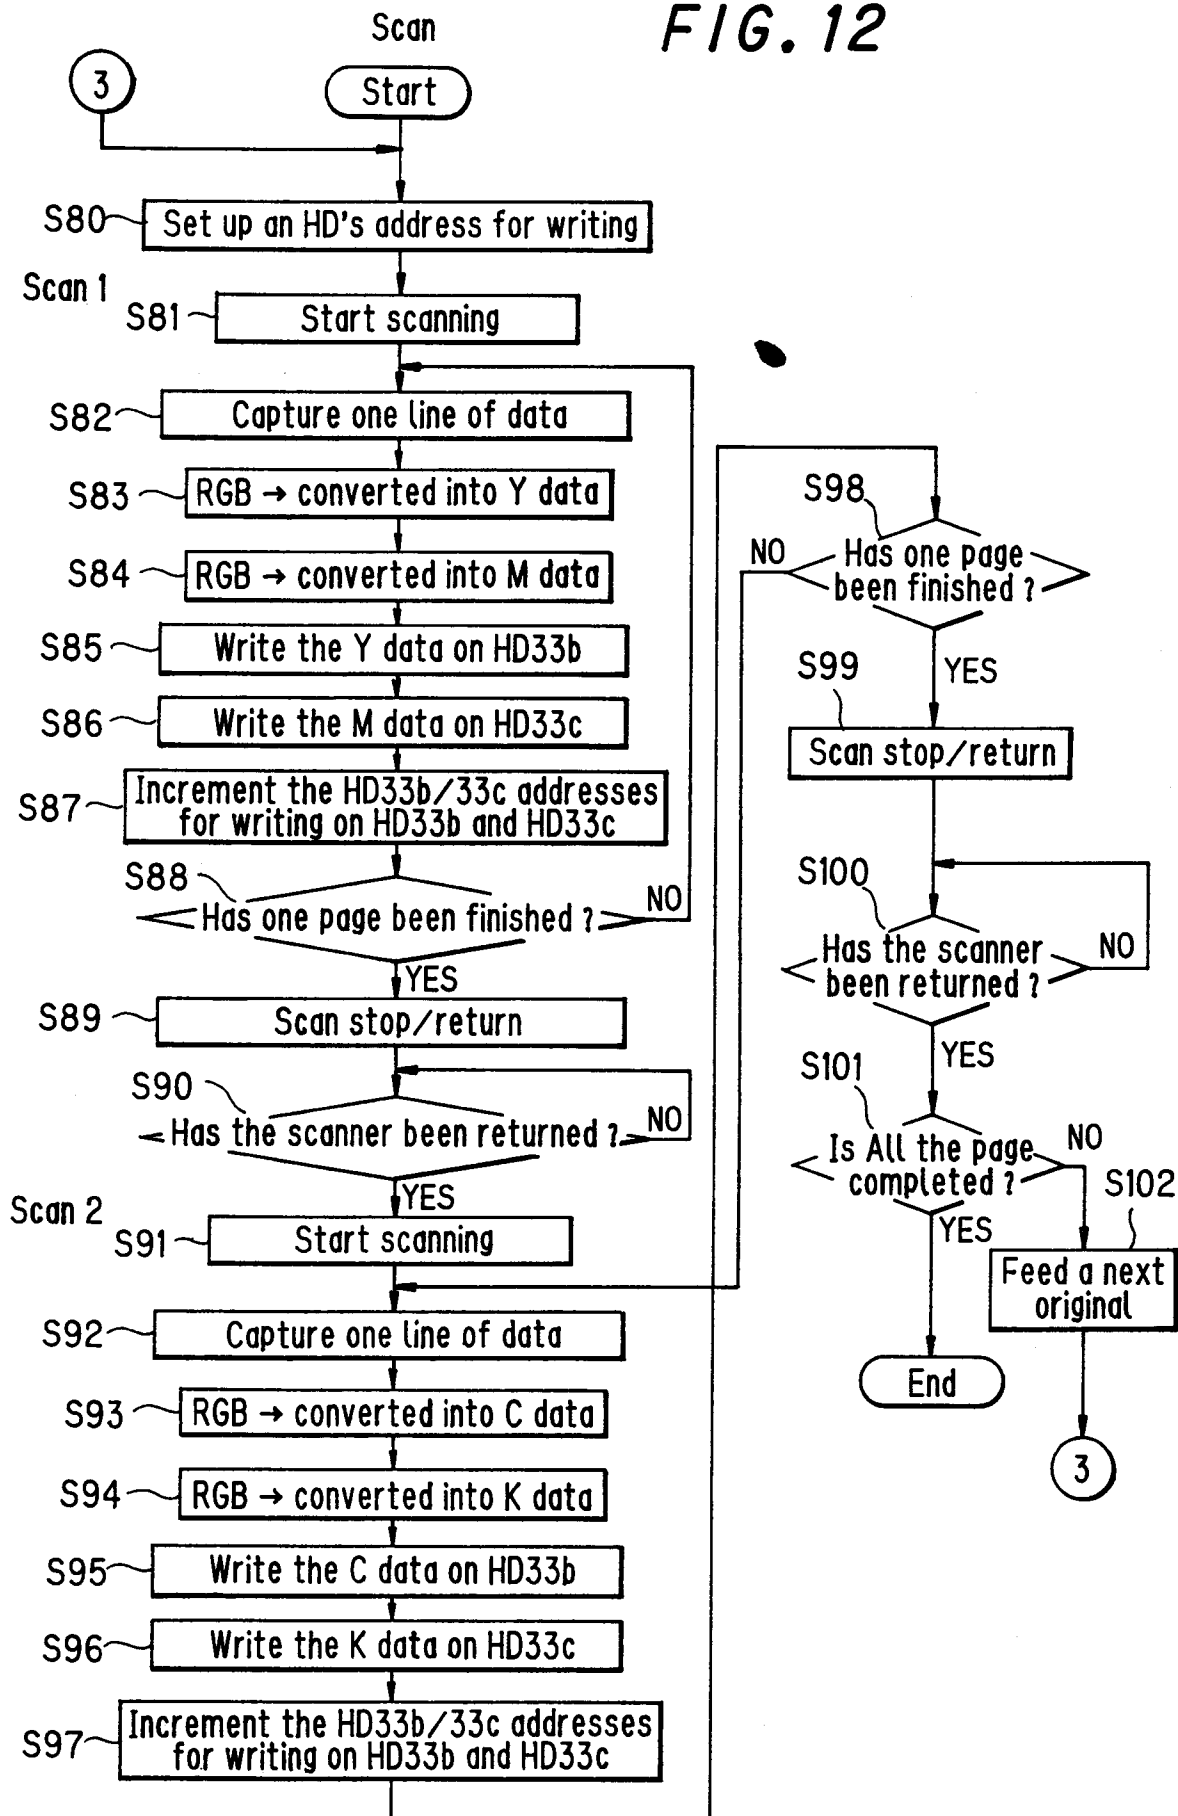 FIG. 12
Scan
3
Start
S80
Set up an HD's address for writing
Scan 1
S81
Start scanning
S82
Capture one line of data
S83
RGB → converted into Y data
S84
RGB → converted into M data
S85
Write the Y data on HD33b
S86
Write the M data on HD33c
S87
Increment the HD33b/33c addresses
for writing on HD33b and HD33c
S88
Has one page been finished ?
NO
YES
S89
Scan stop/return
S90
Has the scanner been returned ?
NO
YES
Scan 2
S91
Start scanning
S92
Capture one line of data
S93
RGB → converted into C data
S94
RGB → converted into K data
S95
Write the C data on HD33b
S96
Write the K data on HD33c
S97
Increment the HD33b/33c addresses
for writing on HD33b and HD33c
S98
NO
Has one page
been finished ?
YES
S99
Scan stop/return
S100
Has the scanner
been returned ?
NO
YES
S101
Is All the page
completed ?
NO
YES
S102
Feed a next
original
End
3